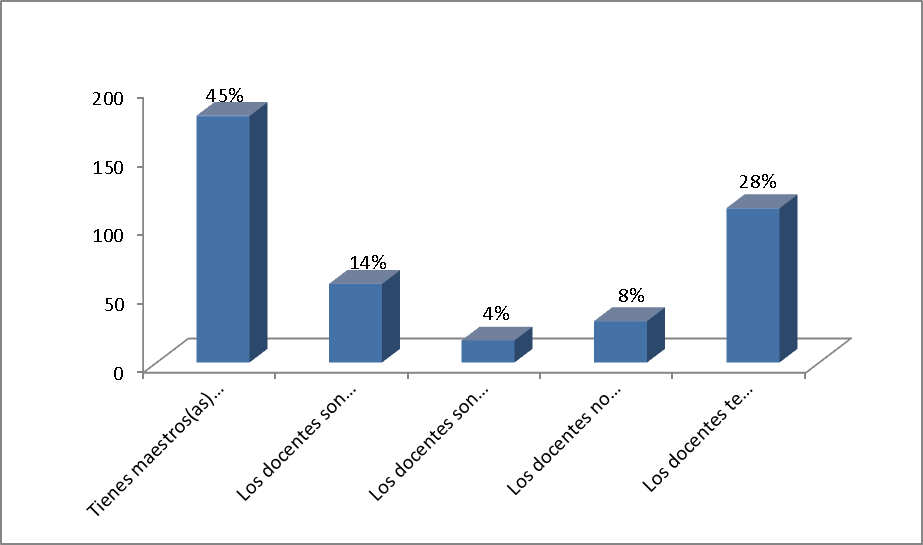 45%
200
28%
150
100
14%
8%
4%
50
0
Tienes maestros(as)...
Los docentes son...
Los docentes son...
Los docentes no...
Los docentes te...